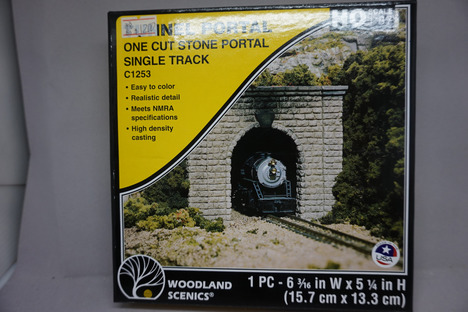 PORTAL
HO
ONE CUT STONE PORTAL
SINGLE TRACK
C1253
• Easy to color
• Realistic detail
• Meets NMRA
specifications
• High density
casting
USA
WOODLAND
SCENICS®
1 PC - 6 3/16 in W x 5 1/4 in H
(15.7 cm x 13.3 cm)